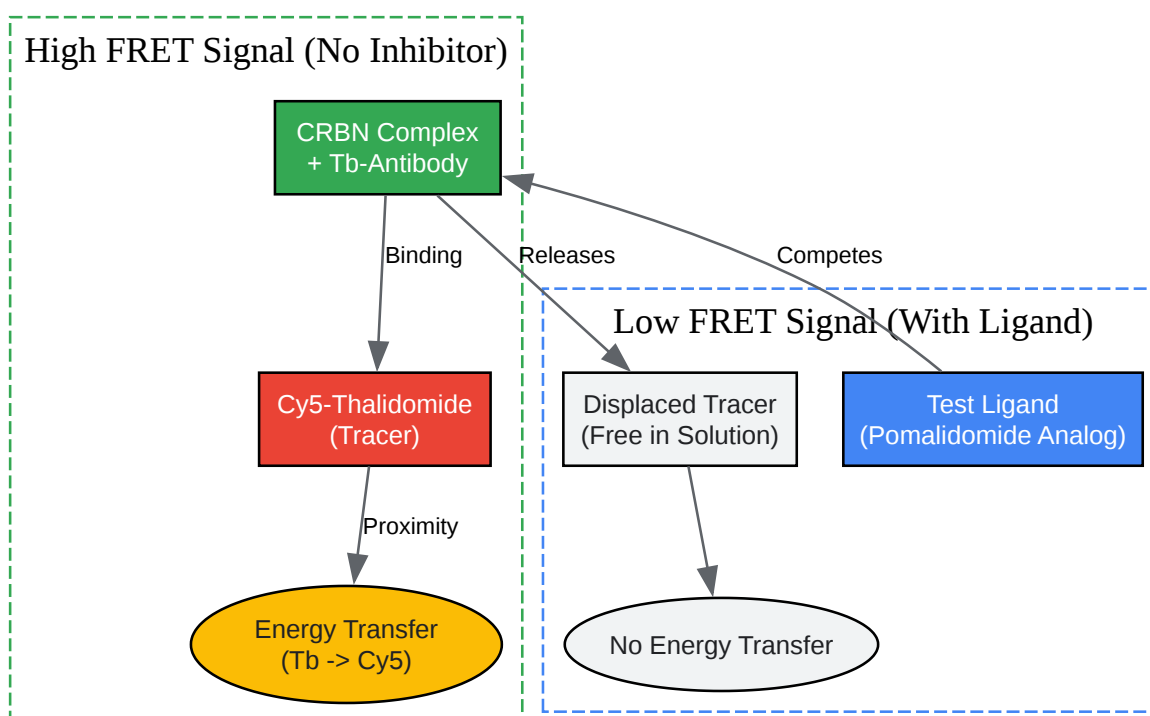 High FRET Signal (No Inhibitor)
CRBN Complex
+ Tb-Antibody
Binding
Releases
Competes
Low FRET Signal (With Ligand)
Cy5-Thalidomide
(Tracer)
Displaced Tracer
(Free in Solution)
Test Ligand
(Pomalidomide Analog)
Proximity
Energy Transfer
(Tb -> Cy5)
No Energy Transfer